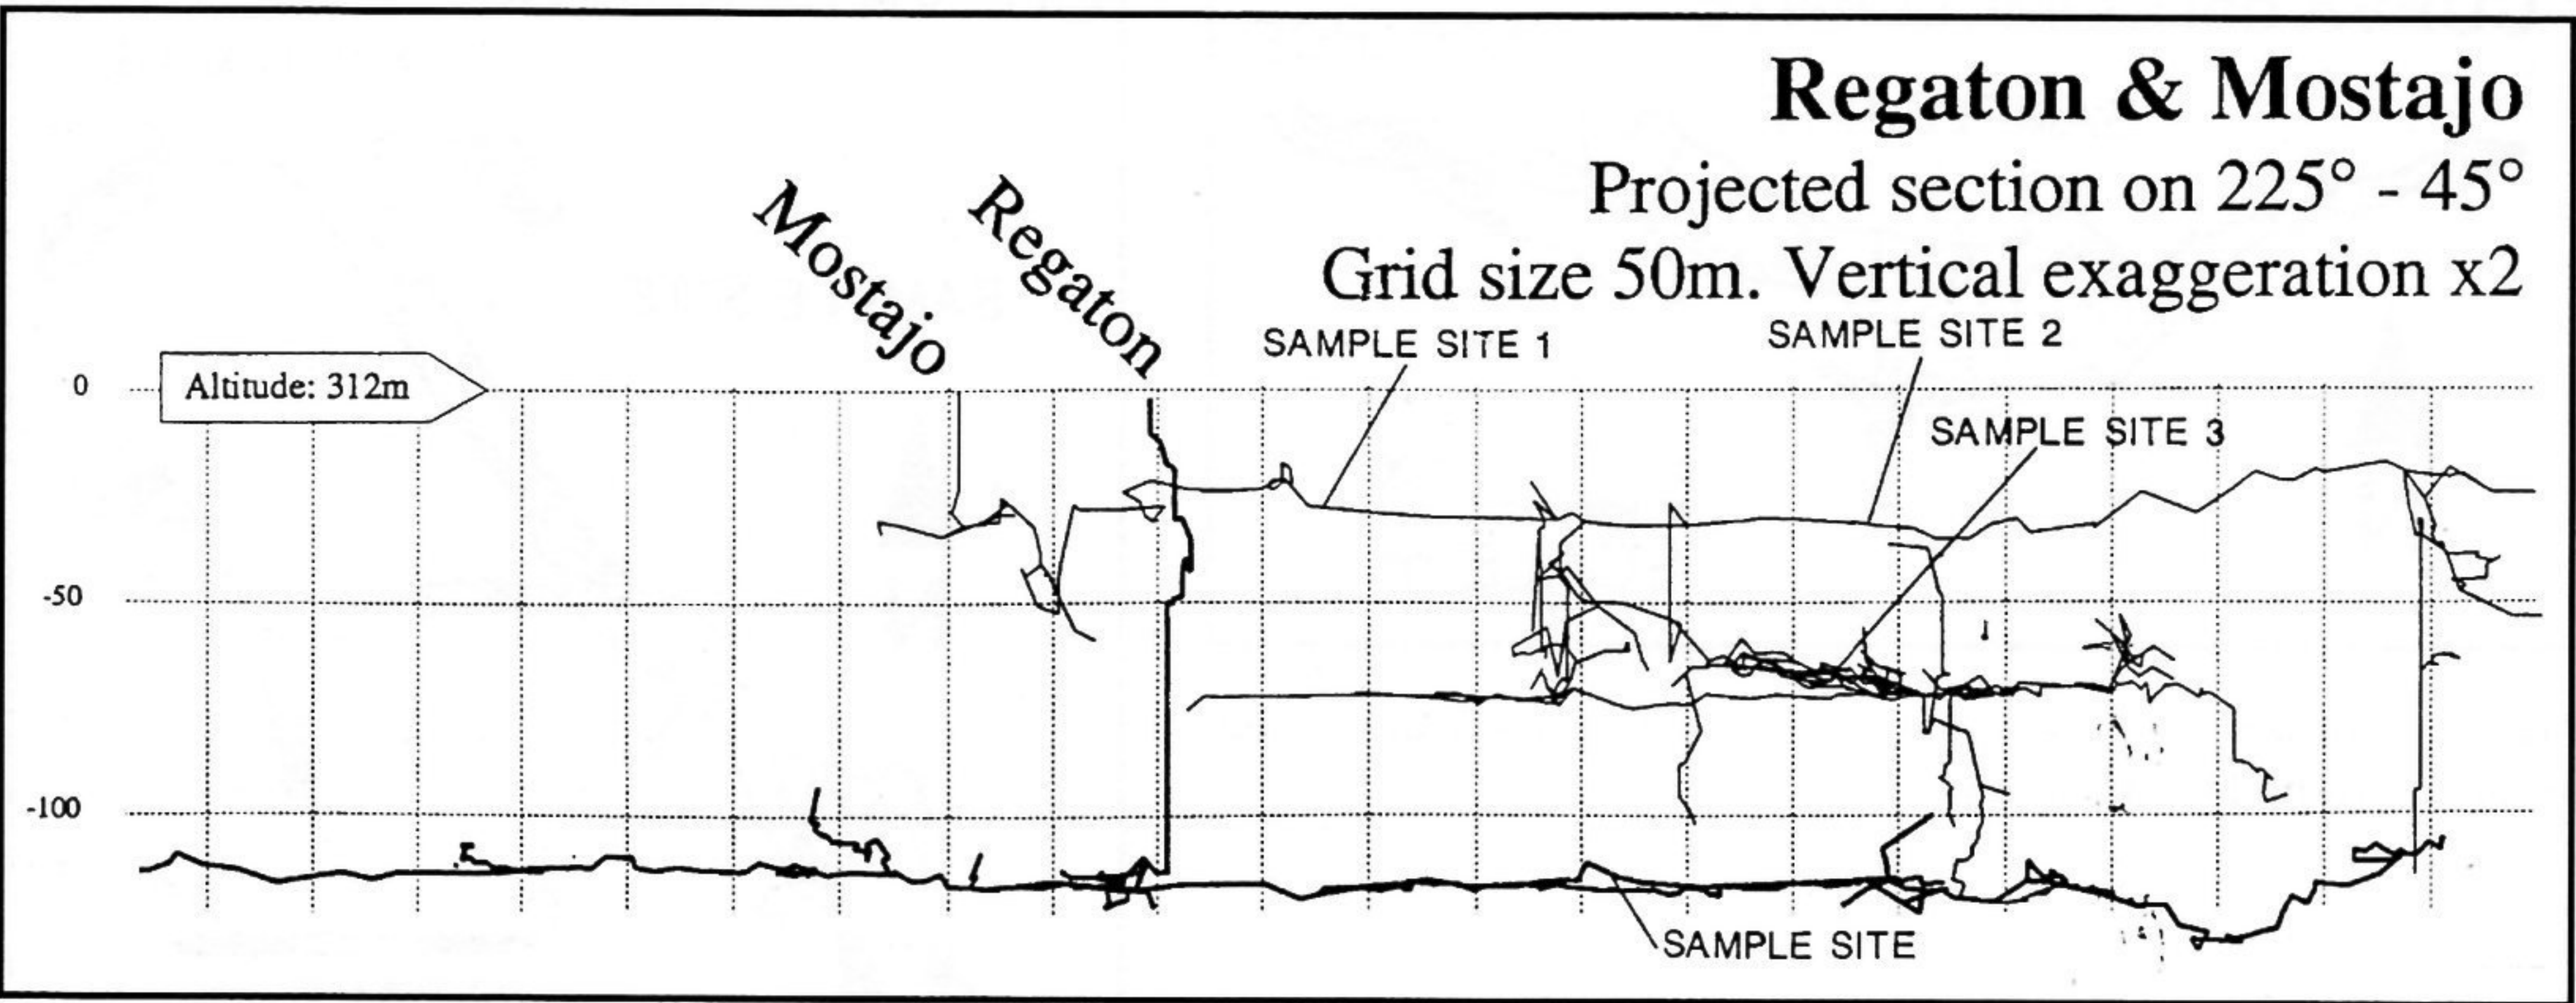 Regaton & Mostajo
Projected section on 225° - 45°
Grid size 50m. Vertical exaggeration x2
Mostajo
Regaton
SAMPLE SITE 1
SAMPLE SITE 2
SAMPLE SITE 3
0
Altitude: 312m
-50
-100
SAMPLE SITE